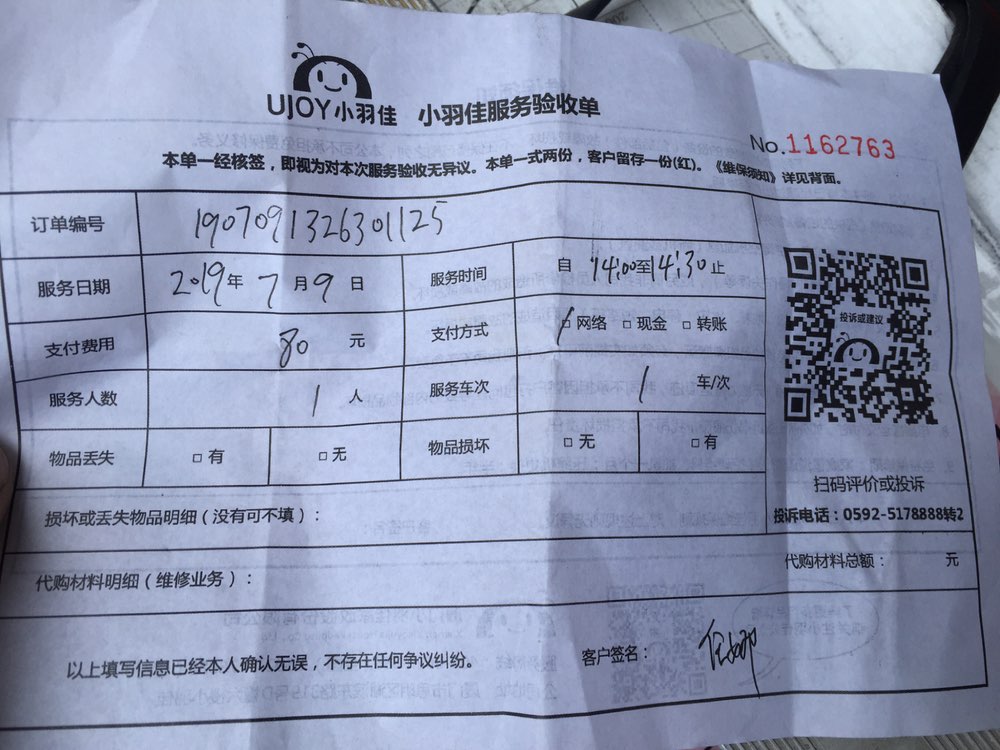 UJOY小羽佳 小羽佳服务验收单
No.1162763
本单一经核签，即视为对本次服务验收无异议。本单一式两份，客户留存一份(红)。《维保须知》详见背面。
订单编号 1907091326301125
服务日期 2019年7月9日 服务时间 自14:00至14:30止
支付费用 80元 支付方式 ☑网络 □现金 □转账
服务人数 1人 服务车次 1车/次
物品丢失 □有 □无 物品损坏 □无 □有
投诉或建议
扫码评价或投诉
投诉电话：0592-5178888转2
损坏或丢失物品明细（没有可不填）：
代购材料明细（维修业务）：
代购材料总额： 元
以上填写信息已经本人确认无误，不存在任何争议纠纷。
客户签名：